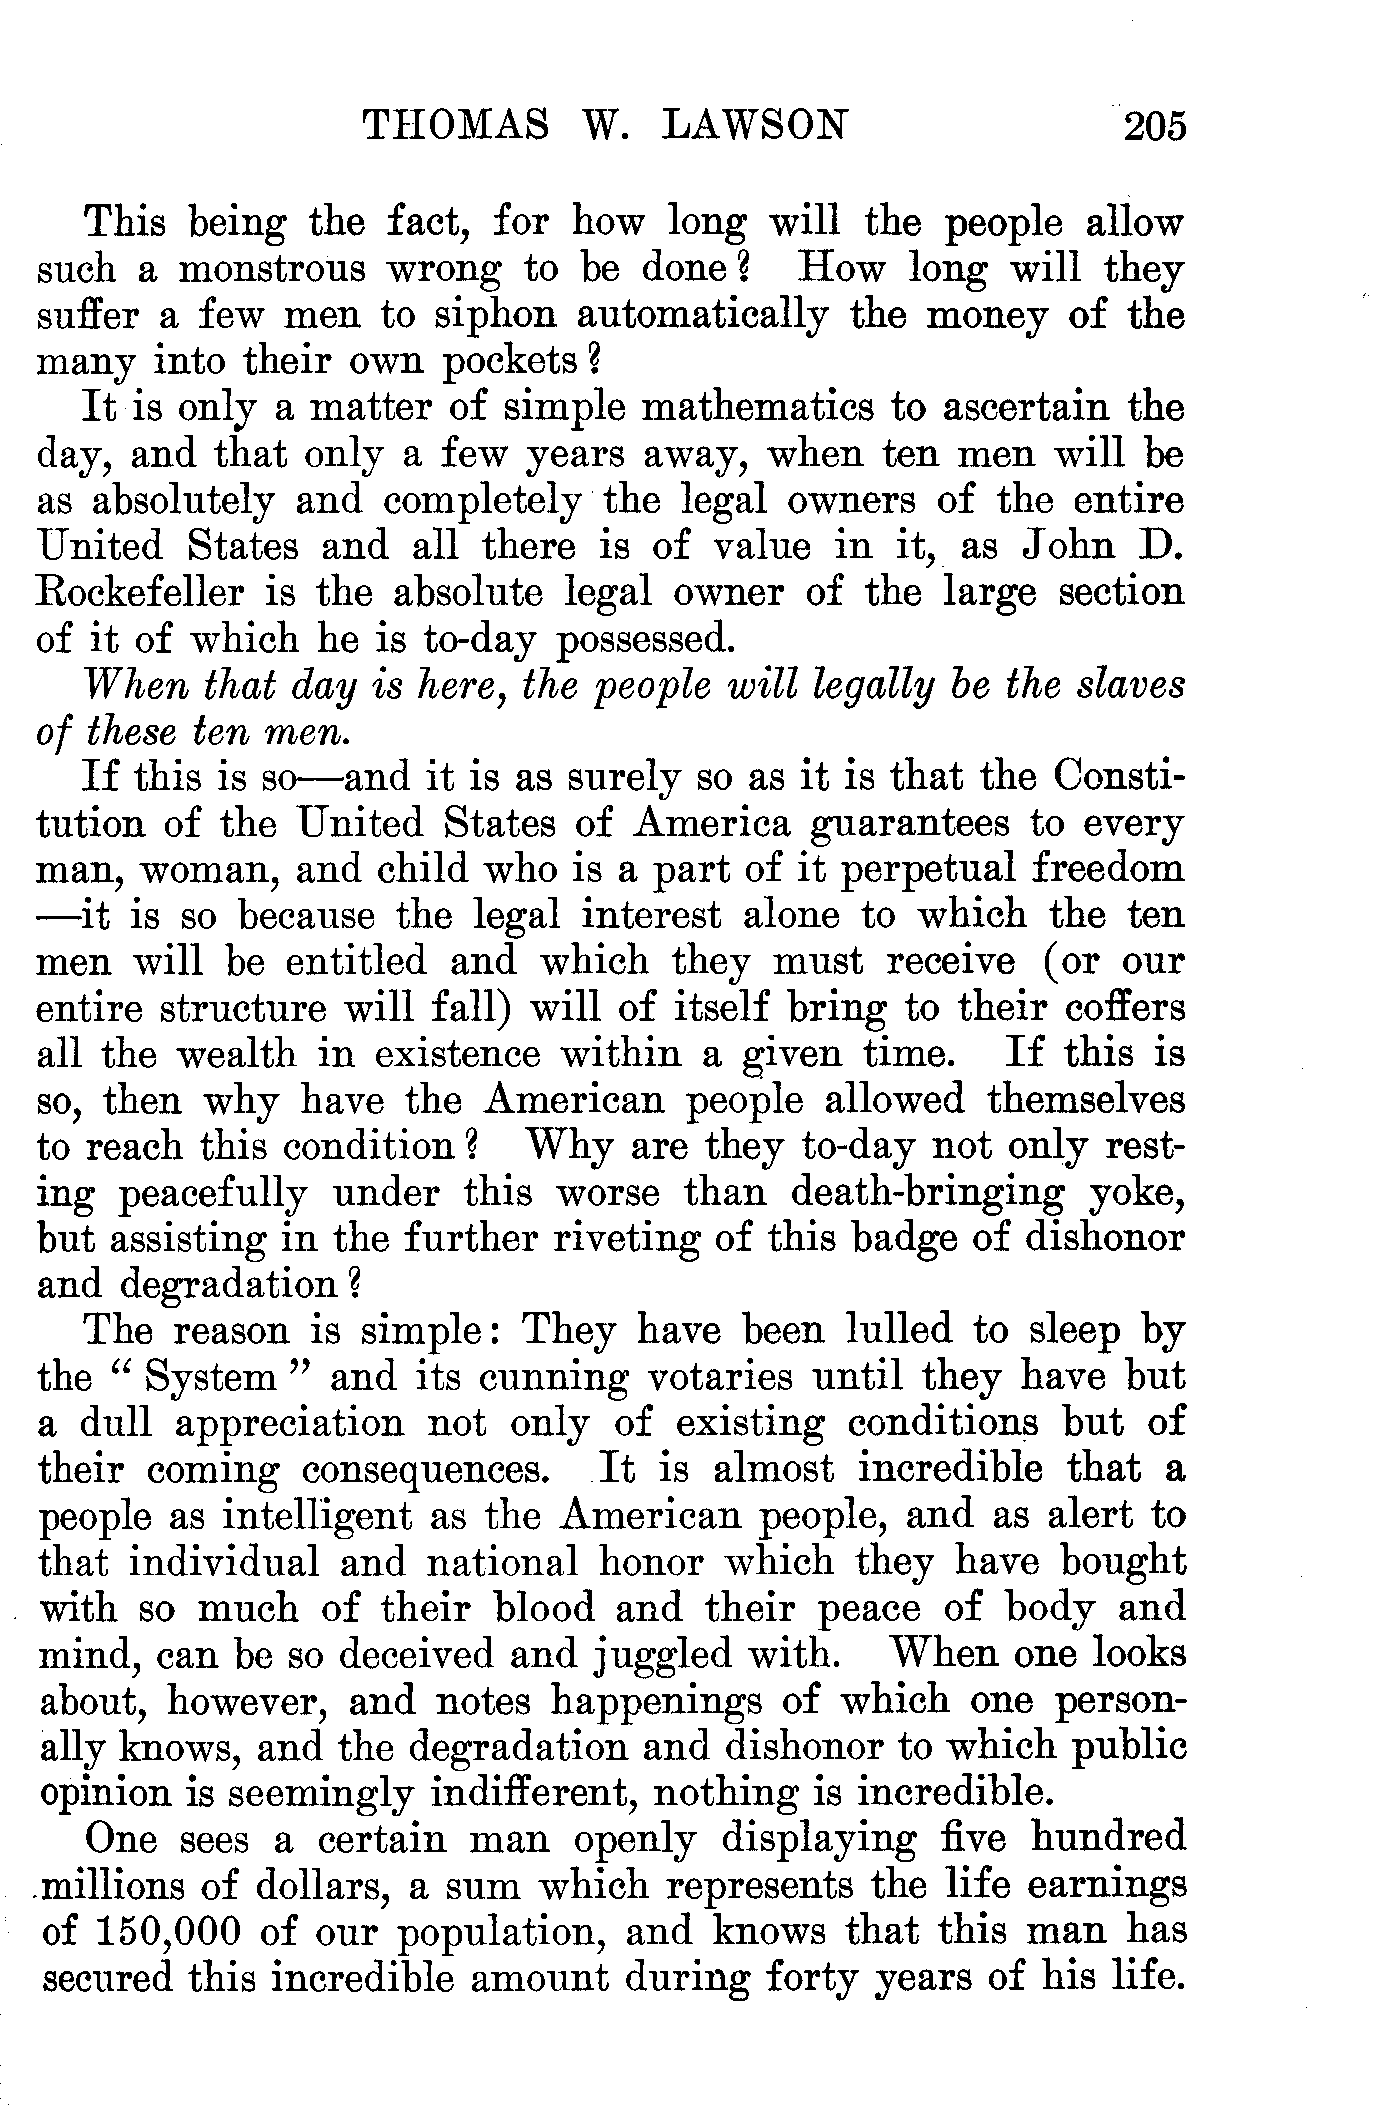 THOMAS W. LAWSON 205
This being the fact, for how long will the people allow
such a monstrous wrong to be done? How long will they
suffer a few men to siphon automatically the money of the
many into their own pockets?
It is only a matter of simple mathematics to ascertain the
day, and that only a few years away, when ten men will be
as absolutely and completely the legal owners of the entire
United States and all there is of value in it, as John D.
Rockefeller is the absolute legal owner of the large section
of it of which he is to-day possessed.
When that day is here, the people will legally be the slaves
of these ten men.
If this is so—and it is as surely so as it is that the Consti-
tution of the United States of America guarantees to every
man, woman, and child who is a part of it perpetual freedom
—it is so because the legal interest alone to which the ten
men will be entitled and which they must receive (or our
entire structure will fall) will of itself bring to their coffers
all the wealth in existence within a given time. If this is
so, then why have the American people allowed themselves
to reach this condition? Why are they to-day not only rest-
ing peacefully under this worse than death-bringing yoke,
but assisting in the further riveting of this badge of dishonor
and degradation?
The reason is simple: They have been lulled to sleep by
the “ System ” and its cunning votaries until they have but
a dull appreciation not only of existing conditions but of
their coming consequences. It is almost incredible that a
people as intelligent as the American people, and as alert to
that individual and national honor which they have bought
with so much of their blood and their peace of body and
mind, can be so deceived and juggled with. When one looks
about, however, and notes happenings of which one person-
ally knows, and the degradation and dishonor to which public
opinion is seemingly indifferent, nothing is incredible.
One sees a certain man openly displaying five hundred
millions of dollars, a sum which represents the life earnings
of 150,000 of our population, and knows that this man has
secured this incredible amount during forty years of his life.